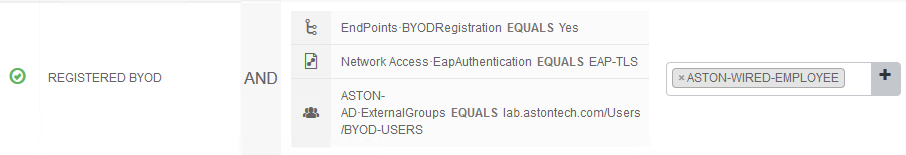 REGISTERED BYOD
AND
EndPoints·BYODRegistration EQUALS Yes
Network Access·EapAuthentication EQUALS EAP-TLS
ASTON-
AD·ExternalGroups EQUALS lab.astontech.com/Users
/BYOD-USERS
× ASTON-WIRED-EMPLOYEE